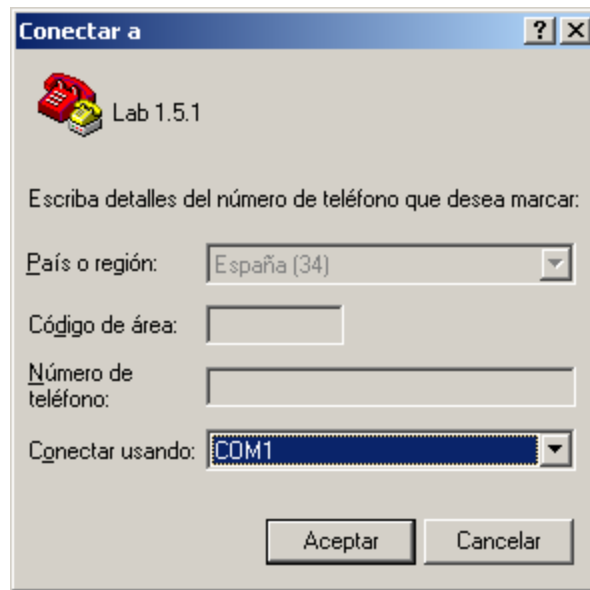 Conectar a
Lab 1.5.1
Escriba detalles del número de teléfono que desea marcar:
País o región: España (34)
Código de área:
Número de
teléfono:
Conectar usando: COM1
Aceptar Cancelar